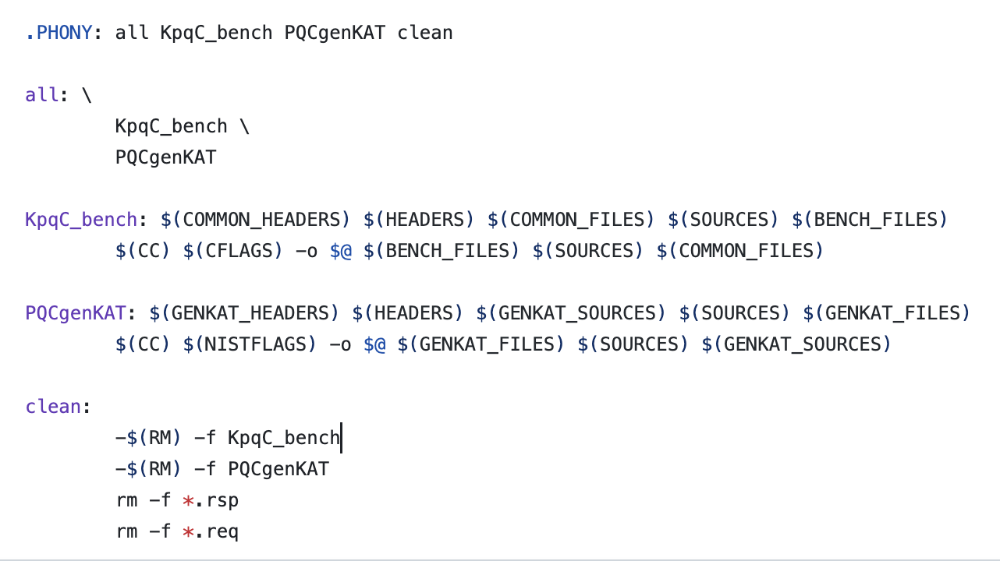 .PHONY: all KpqC_bench PQCgenKAT clean
all: \
KpqC_bench \
PQCgenKAT
KpqC_bench: $(COMMON_HEADERS) $(HEADERS) $(COMMON_FILES) $(SOURCES) $(BENCH_FILES)
$(CC) $(CFLAGS) -o $@ $(BENCH_FILES) $(SOURCES) $(COMMON_FILES)
PQCgenKAT: $(GENKAT_HEADERS) $(HEADERS) $(GENKAT_SOURCES) $(SOURCES) $(GENKAT_FILES)
$(CC) $(NISTFLAGS) -o $@ $(GENKAT_FILES) $(SOURCES) $(GENKAT_SOURCES)
clean:
-$(RM) -f KpqC_bench
-$(RM) -f PQCgenKAT
rm -f *.rsp
rm -f *.req